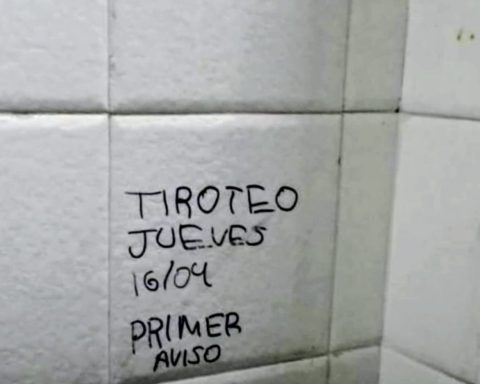 TIROTEO
JUEVES
16/04
PRIMER
AVISO